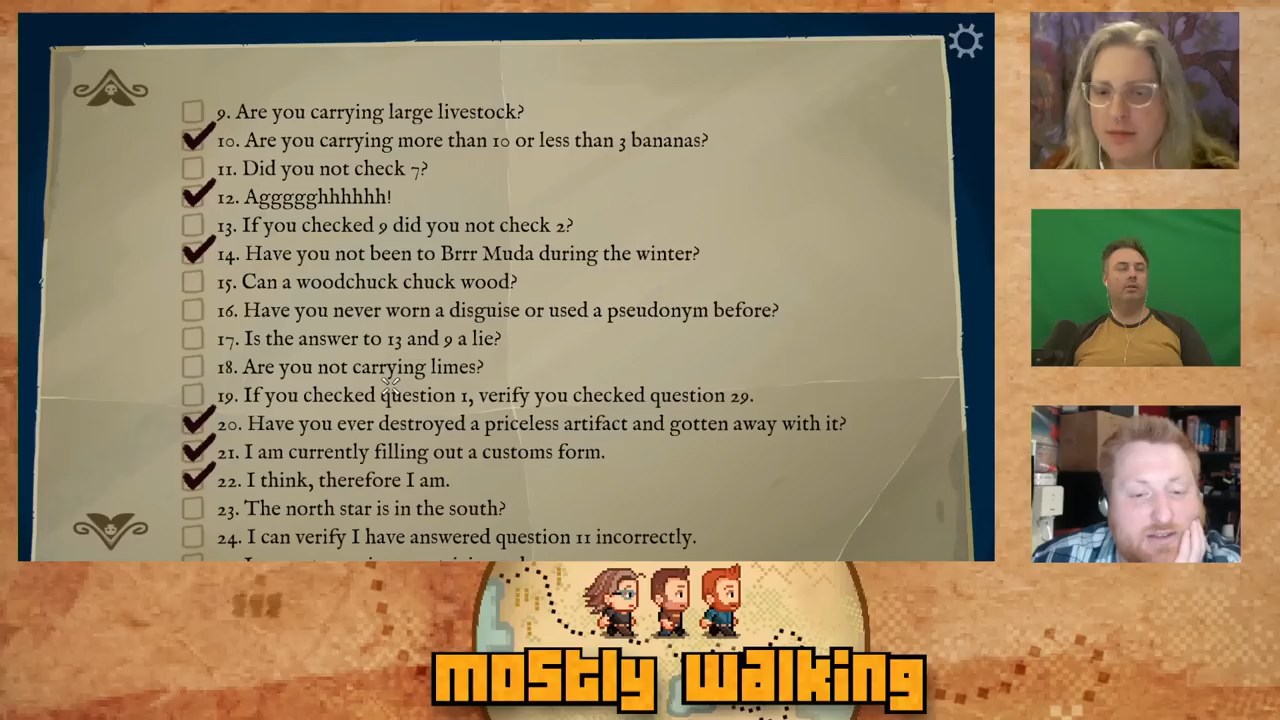 9. Are you carrying large livestock?
10. Are you carrying more than 10 or less than 3 bananas?
11. Did you not check 7?
12. Aggggghhhhhh!
13. If you checked 9 did you not check 2?
14. Have you not been to Brrr Muda during the winter?
15. Can a woodchuck chuck wood?
16. Have you never worn a disguise or used a pseudonym before?
17. Is the answer to 13 and 9 a lie?
18. Are you not carrying limes?
19. If you checked question 1, verify you checked question 29.
20. Have you ever destroyed a priceless artifact and gotten away with it?
21. I am currently filling out a customs form.
22. I think, therefore I am.
23. The north star is in the south?
24. I can verify I have answered question 11 incorrectly.
mostly walking